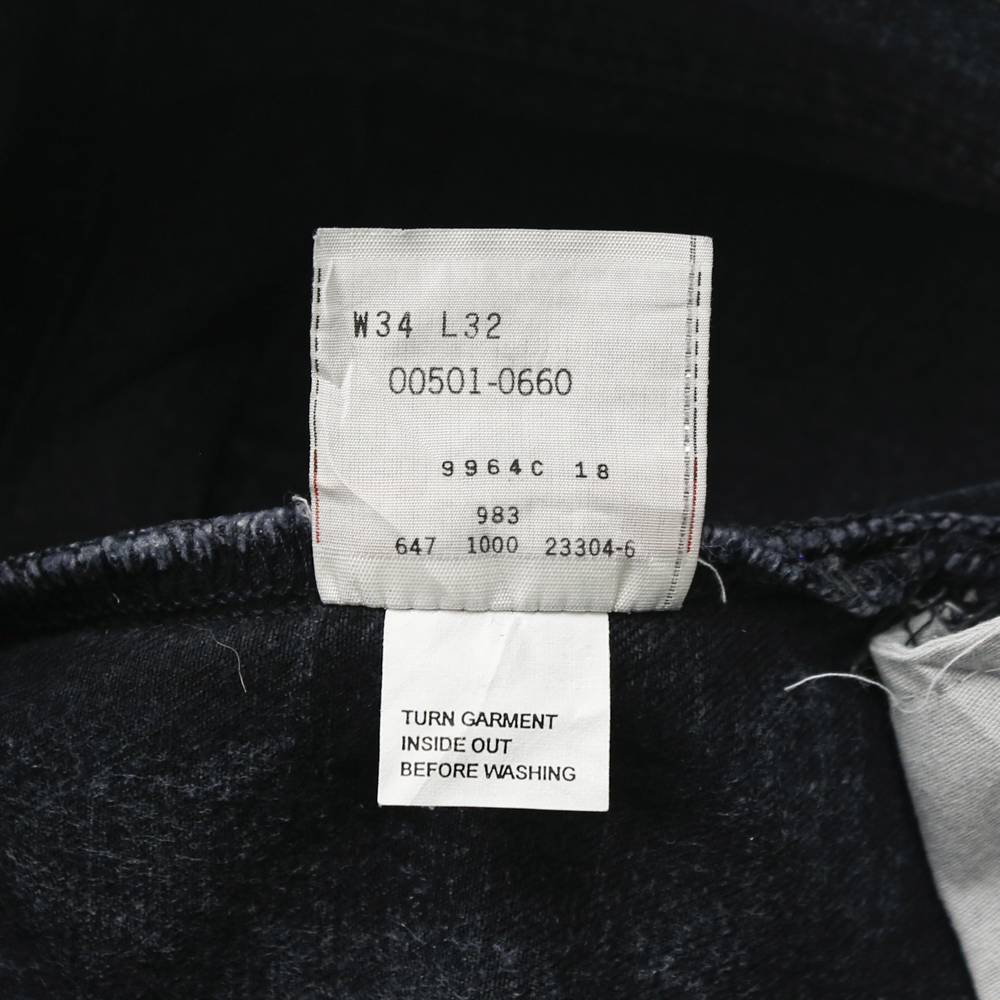 W34 L32
00501-0660
9964C 18
983
647 1000 23304-6
TURN GARMENT
INSIDE OUT
BEFORE WASHING